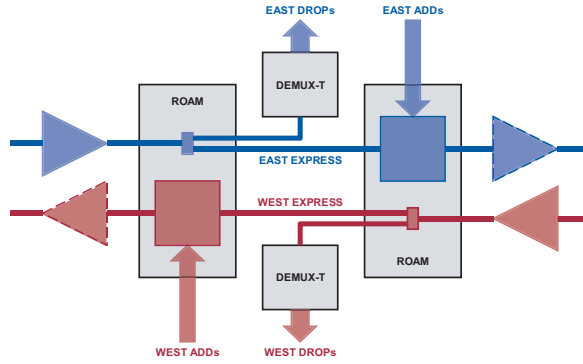 EAST DROPs
EAST ADDs
DEMUX-T
ROAM
ROAM
EAST EXPRESS
WEST EXPRESS
DEMUX-T
WEST ADDs
WEST DROPs